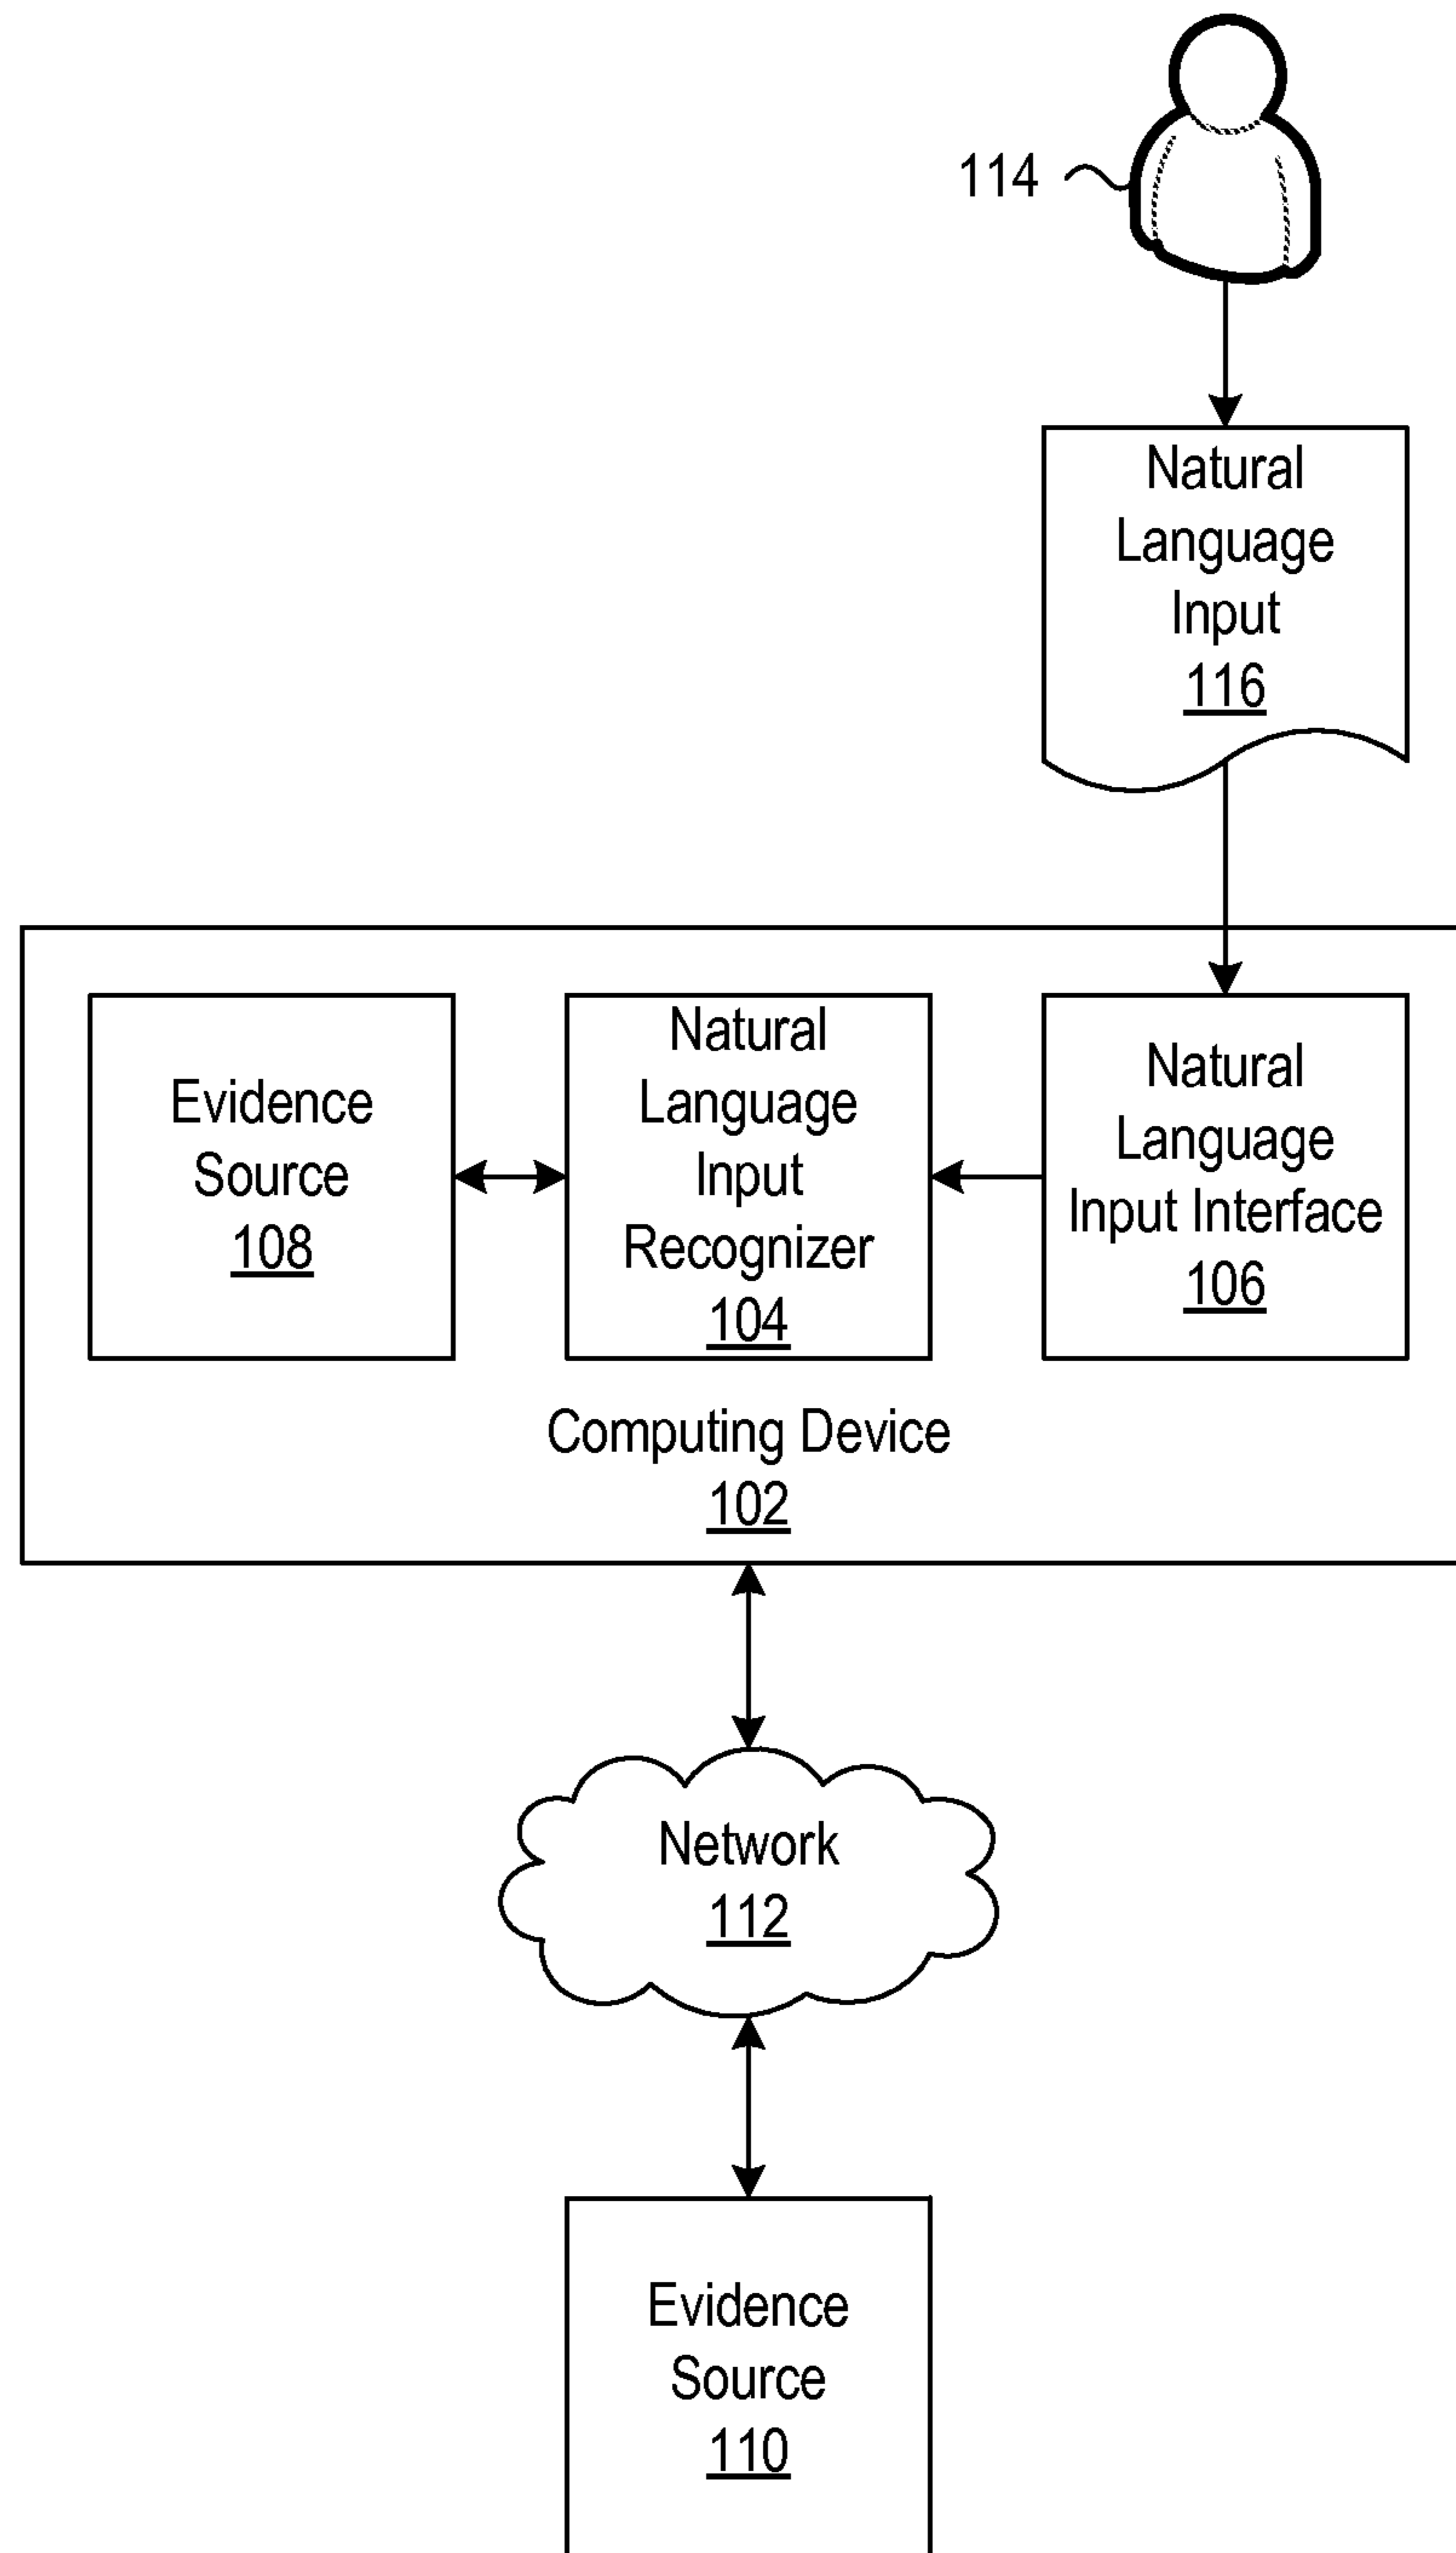 114
Natural
Language
Input
116
Evidence
Source
108
Natural
Language
Input
Recognizer
104
Natural
Language
Input Interface
106
Computing Device
102
Network
112
Evidence
Source
110